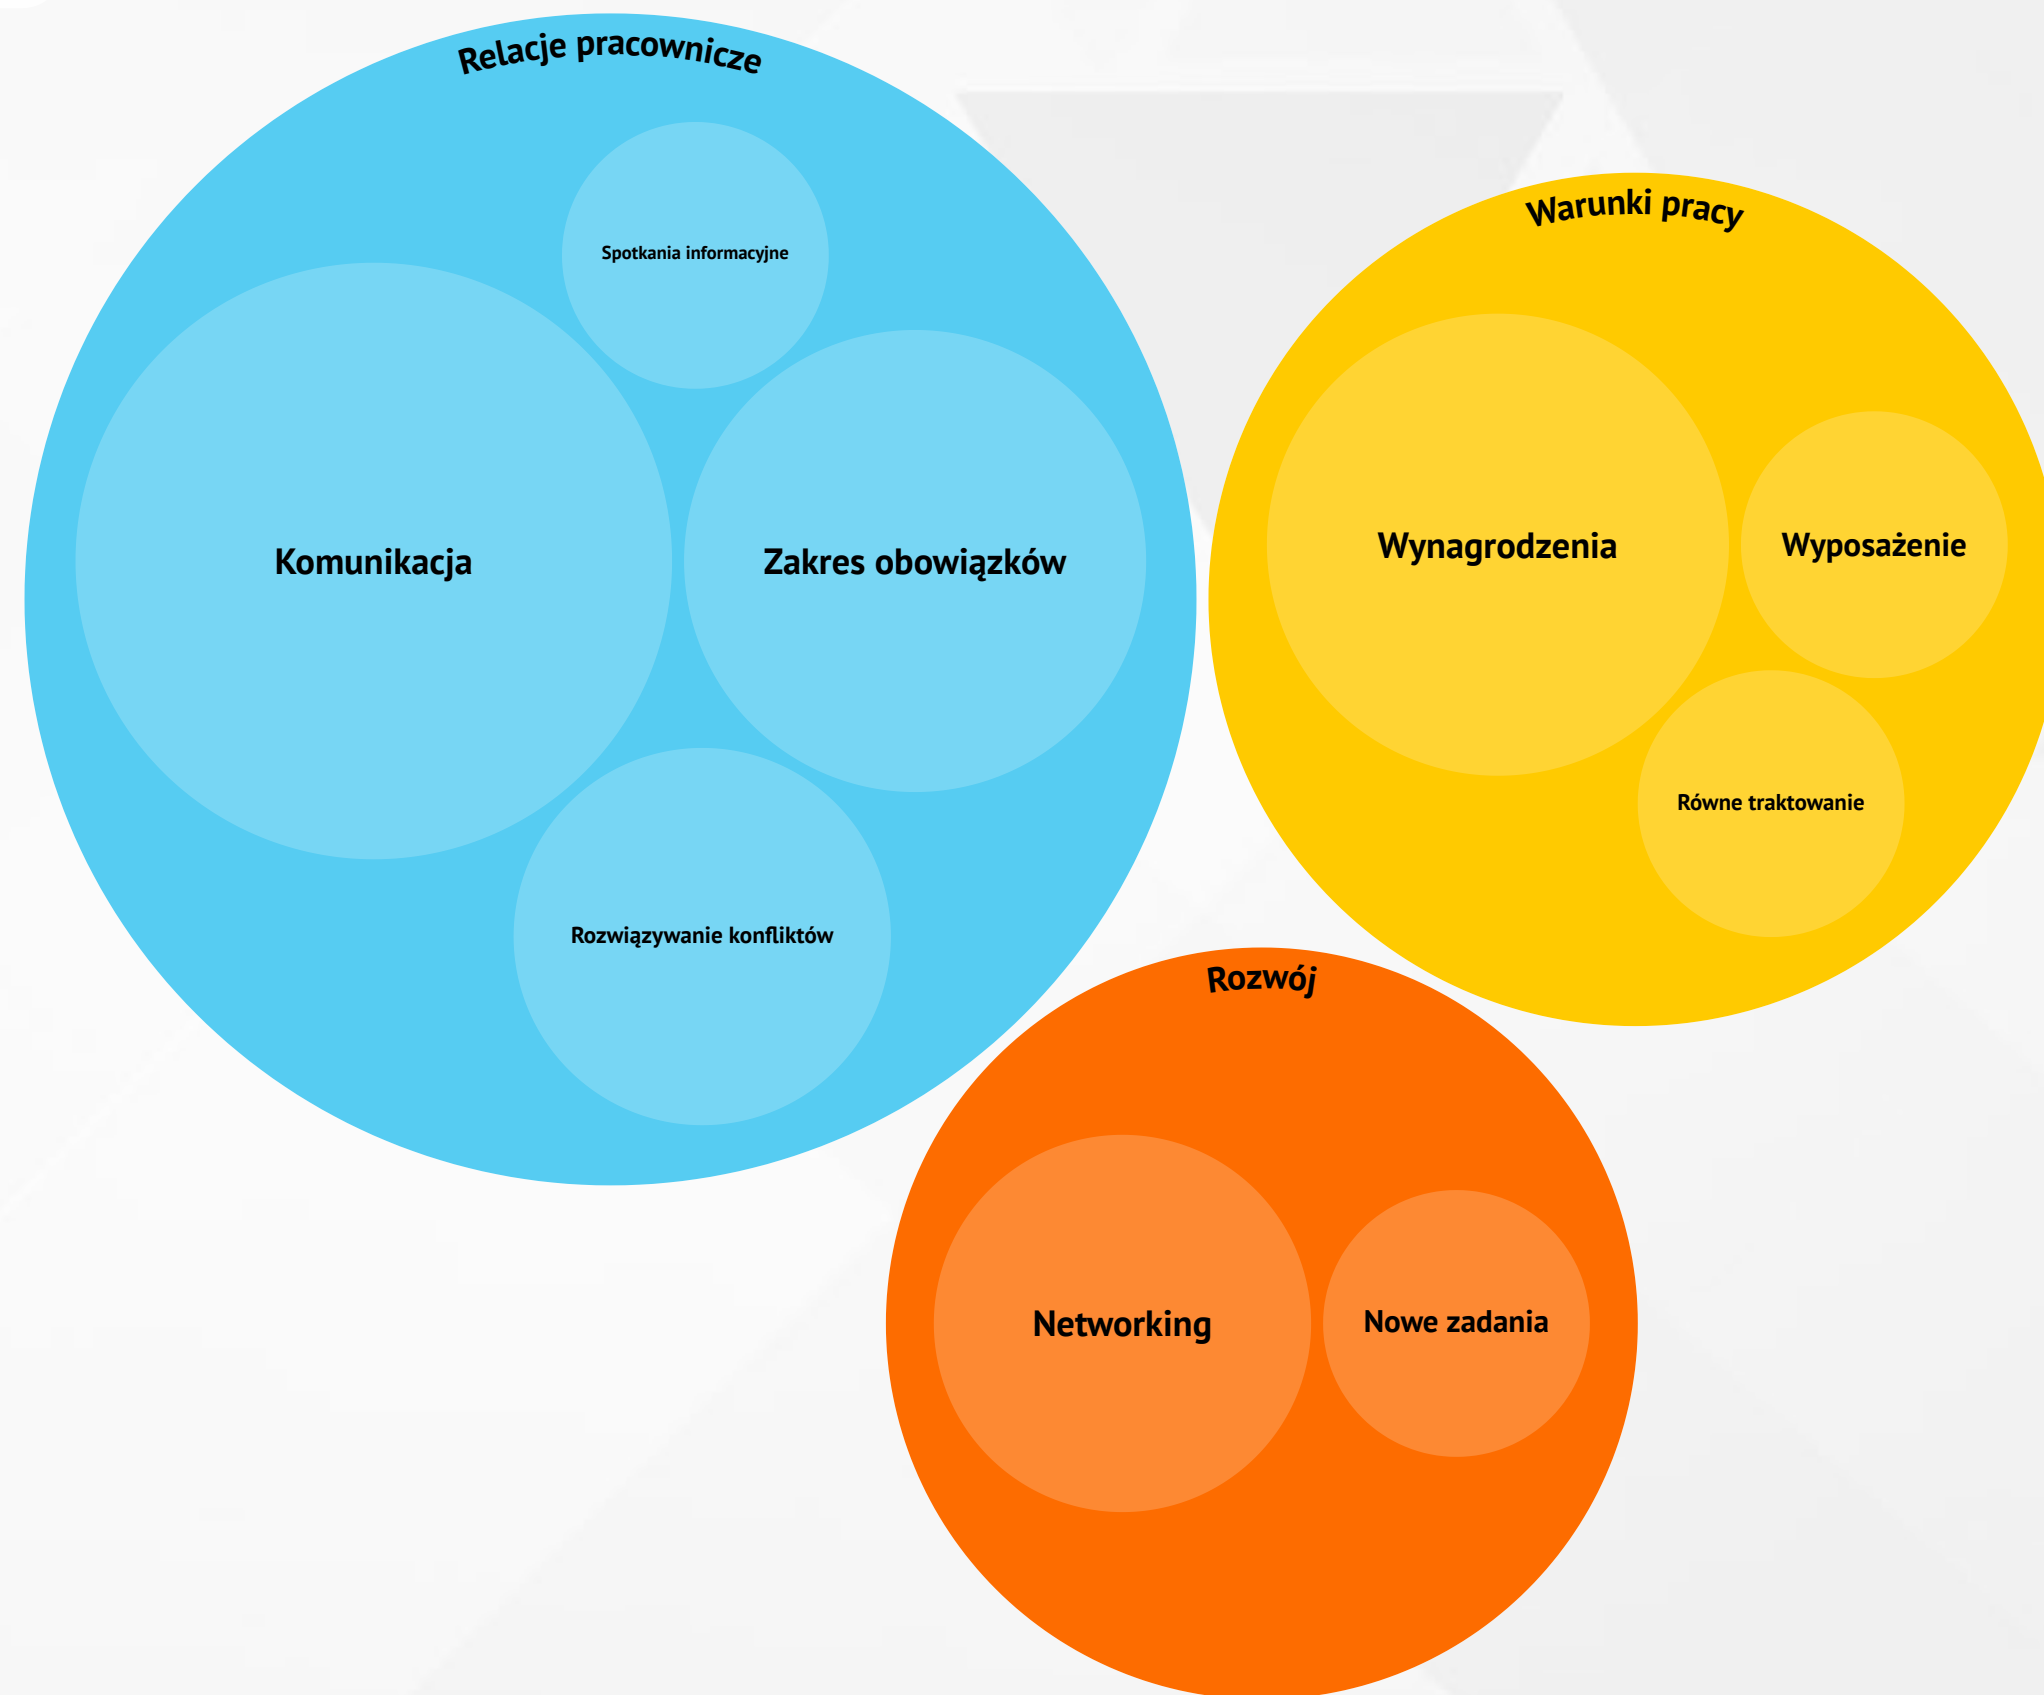 Relacje pracownicze
Spotkania informacyjne
Komunikacja
Zakres obowiązków
Rozwiązywanie konfliktów
Warunki pracy
Wynagrodzenia
Wyposażenie
Równe traktowanie
Rozwój
Networking
Nowe zadania